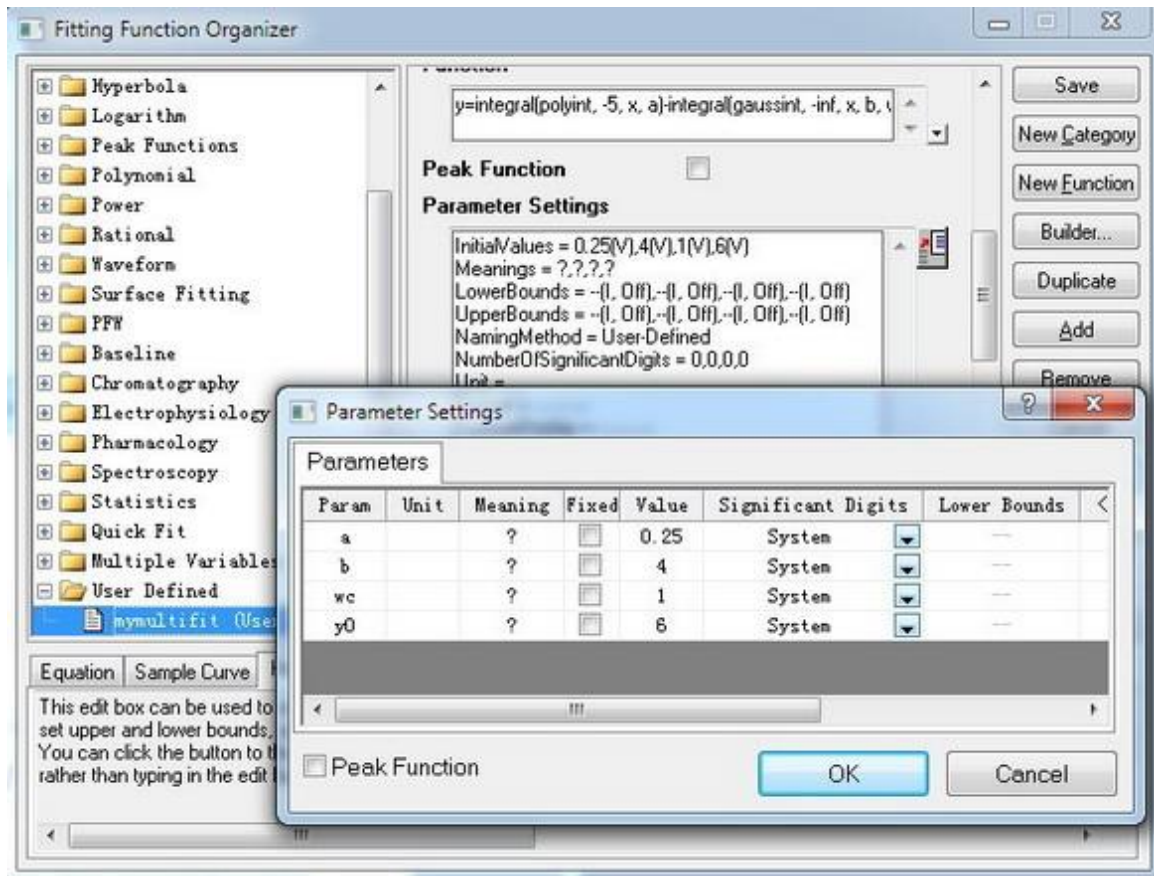 Fitting Function Organizer
Hyperbola
Logarithm
Peak Functions
Polynomial
Power
Rational
Waveform
Surface Fitting
PFW
Baseline
Chromatography
Electrophysiology
Pharmacology
Spectroscopy
Statistics
Quick Fit
Multiple Variables
User Defined
mymultifit (Use
Function
y=integral(polyint, -5, x, a)-integral(gaussint, -inf, x, b,
Peak Function
Parameter Settings
InitialValues = 0.25(V),4(V),1(V),6(V)
Meanings = ?,?,?,?
LowerBounds = --(I, Off),--(I, Off),--(I, Off),--(I, Off)
UpperBounds = --(I, Off),--(I, Off),--(I, Off),--(I, Off)
NamingMethod = User-Defined
NumberOfSignificantDigits = 0,0,0,0
Unit =
Save
New Category
New Function
Builder...
Duplicate
Add
Remove
Equation Sample Curve
This edit box can be used to
set upper and lower bounds,
You can click the button to
rather than typing in the edit
Parameter Settings
Parameters
Param Unit Meaning Fixed Value Significant Digits Lower Bounds
a ? 0.25 System --
b ? 4 System --
wc ? 1 System --
y0 ? 6 System --
Peak Function
OK
Cancel